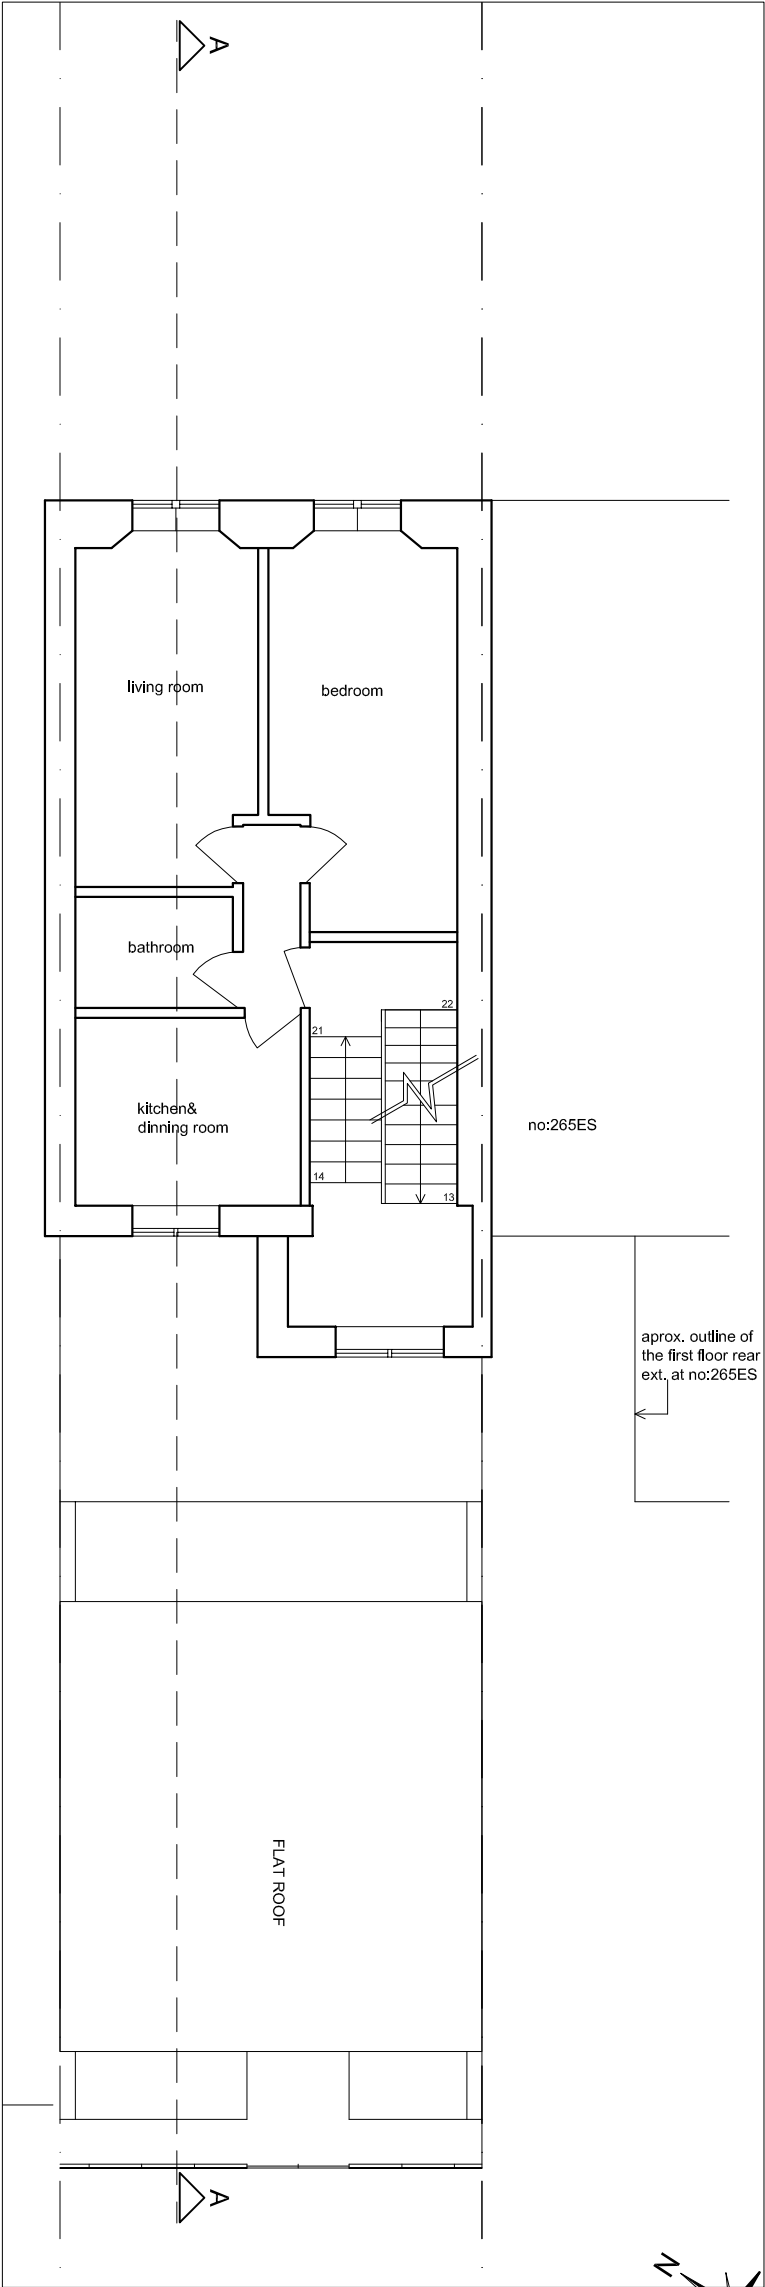 A
living room
bedroom
bathroom
22
21
kitchen&
dinning room
no:265ES
14
13
aprox. outline of
the first floor rear
ext. at no:265ES
FLAT ROOF
A
N